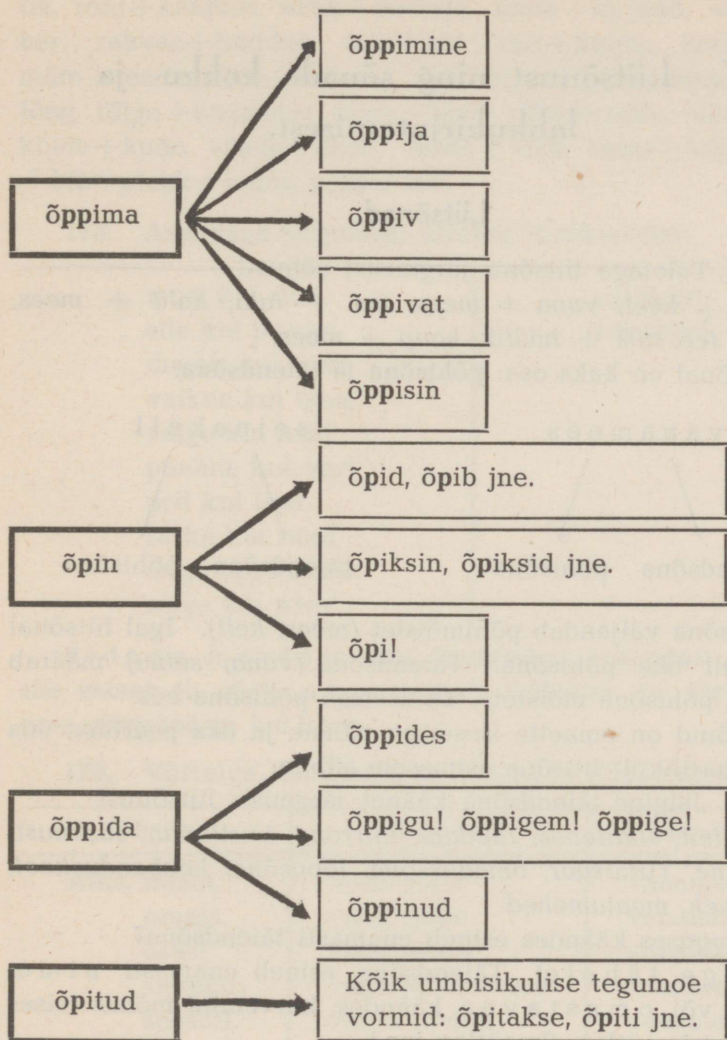 õppima
õppimine
õppija
õppiv
õppivat
õppisin
õpin
õpid, õpib jne.
õpiksin, õpiksid jne.
õpi!
õppida
õppides
õppigu! õppigem! õppige!
õppinud
õpitud
Kõik umbisikulise tegumoe
vormid: õpitakse, õpiti jne.